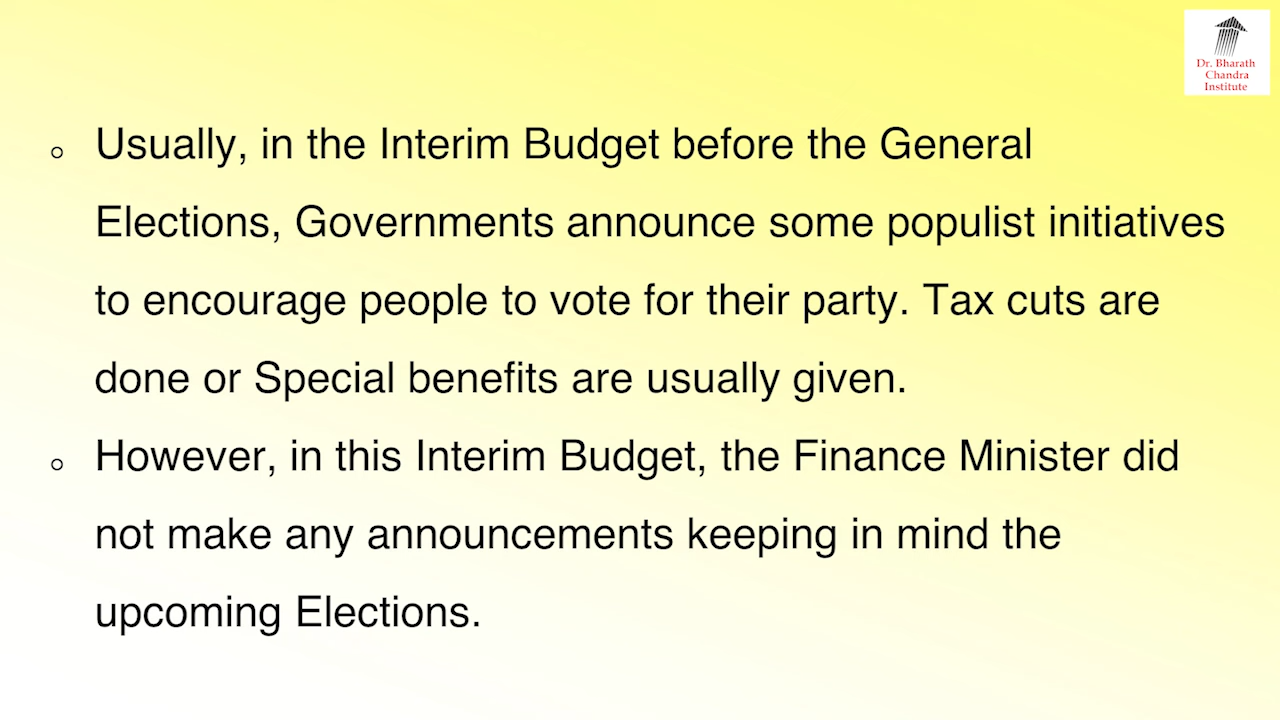 Dr. Bharath
Chandra
Institute
Usually, in the Interim Budget before the General
Elections, Governments announce some populist initiatives
to encourage people to vote for their party. Tax cuts are
done or Special benefits are usually given.
However, in this Interim Budget, the Finance Minister did
not make any announcements keeping in mind the
upcoming Elections.